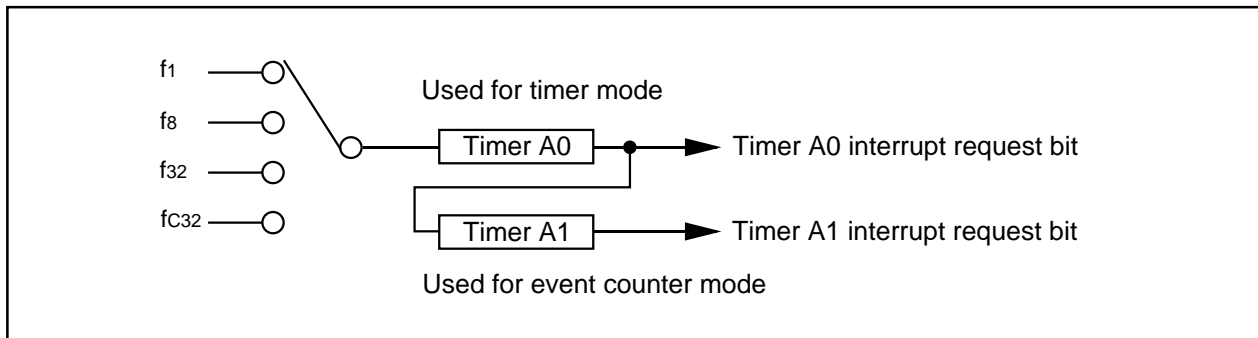 f1
Used for timer mode
f8
Timer A0
Timer A0 interrupt request bit
f32
fC32
Timer A1
Timer A1 interrupt request bit
Used for event counter mode